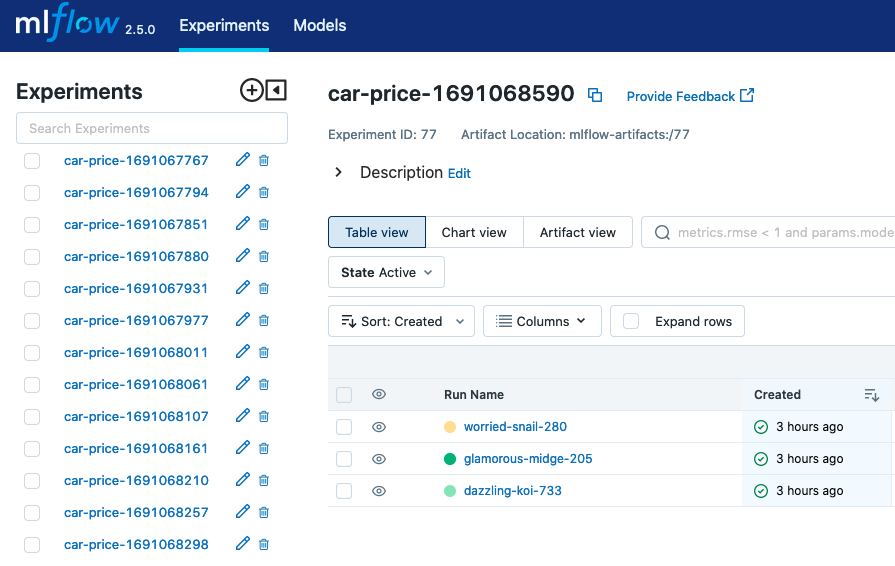 mlflow 2.5.0 Experiments Models
Experiments
Search Experiments
car-price-1691067767
car-price-1691067794
car-price-1691067851
car-price-1691067880
car-price-1691067931
car-price-1691067977
car-price-1691068011
car-price-1691068061
car-price-1691068107
car-price-1691068161
car-price-1691068210
car-price-1691068257
car-price-1691068298
car-price-1691068590 Provide Feedback
Experiment ID: 77 Artifact Location: mlflow-artifacts:/77
Description Edit
Table view Chart view Artifact view metrics.rmse < 1 and params.mode
State Active
Sort: Created Columns Expand rows
Run Name Created
worried-snail-280 3 hours ago
glamorous-midge-205 3 hours ago
dazzling-koi-733 3 hours ago